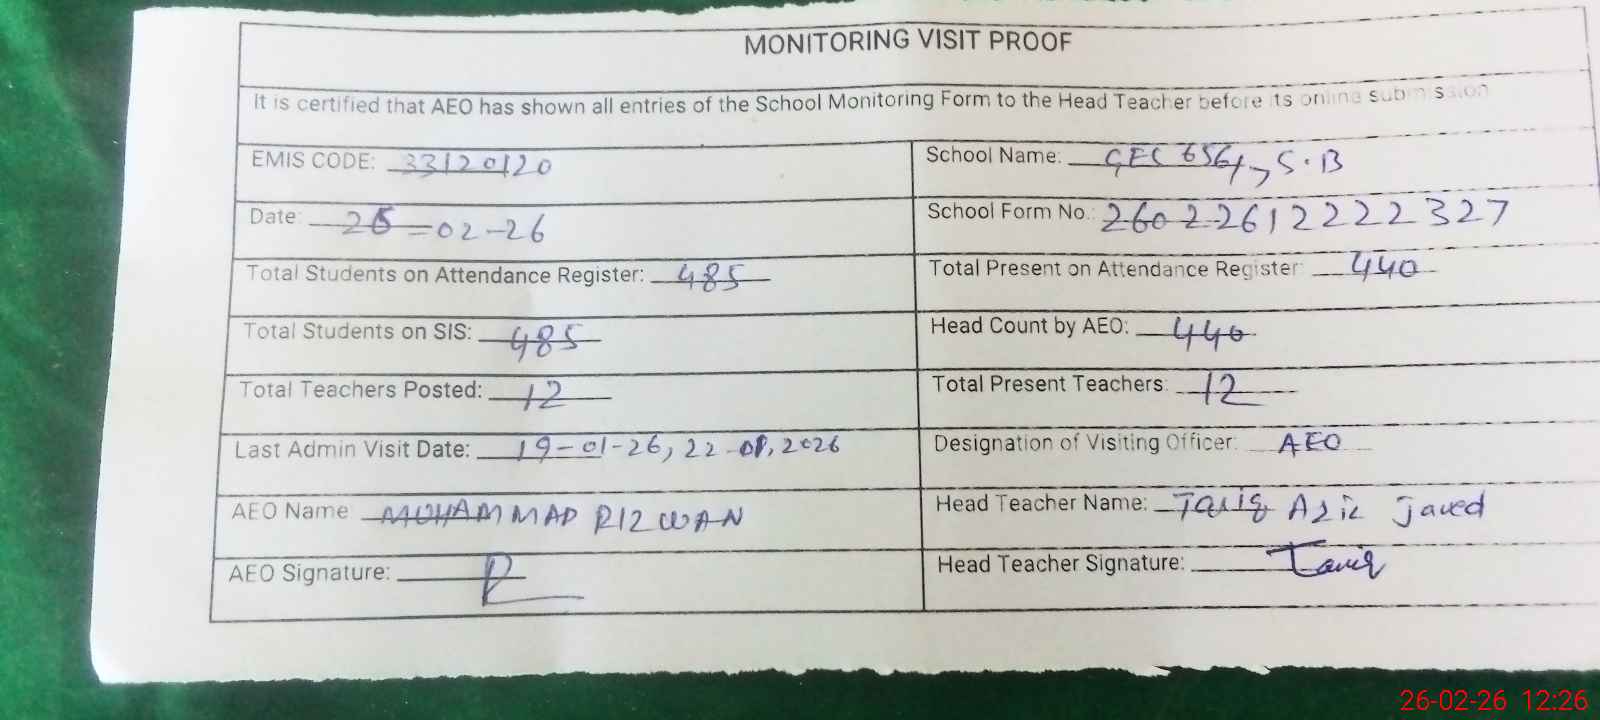 MONITORING VISIT PROOF
It is certified that AEO has shown all entries of the School Monitoring Form to the Head Teacher before its online submission
EMIS CODE: 33120120
School Name: GES 656/7 S.B
Date: 26-02-26
School Form No.: 26022612222327
Total Students on Attendance Register: 485
Total Present on Attendance Register: 440
Total Students on SIS: 485
Head Count by AEO: 440
Total Teachers Posted: 12
Total Present Teachers: 12
Last Admin Visit Date: 19-01-26, 22-01, 2026
Designation of Visiting Officer: AEO
AEO Name MUHAMMAD RIZWAN
Head Teacher Name: Tariq Aziz Javed
AEO Signature:
Head Teacher Signature: Tariq
26-02-26 12:26